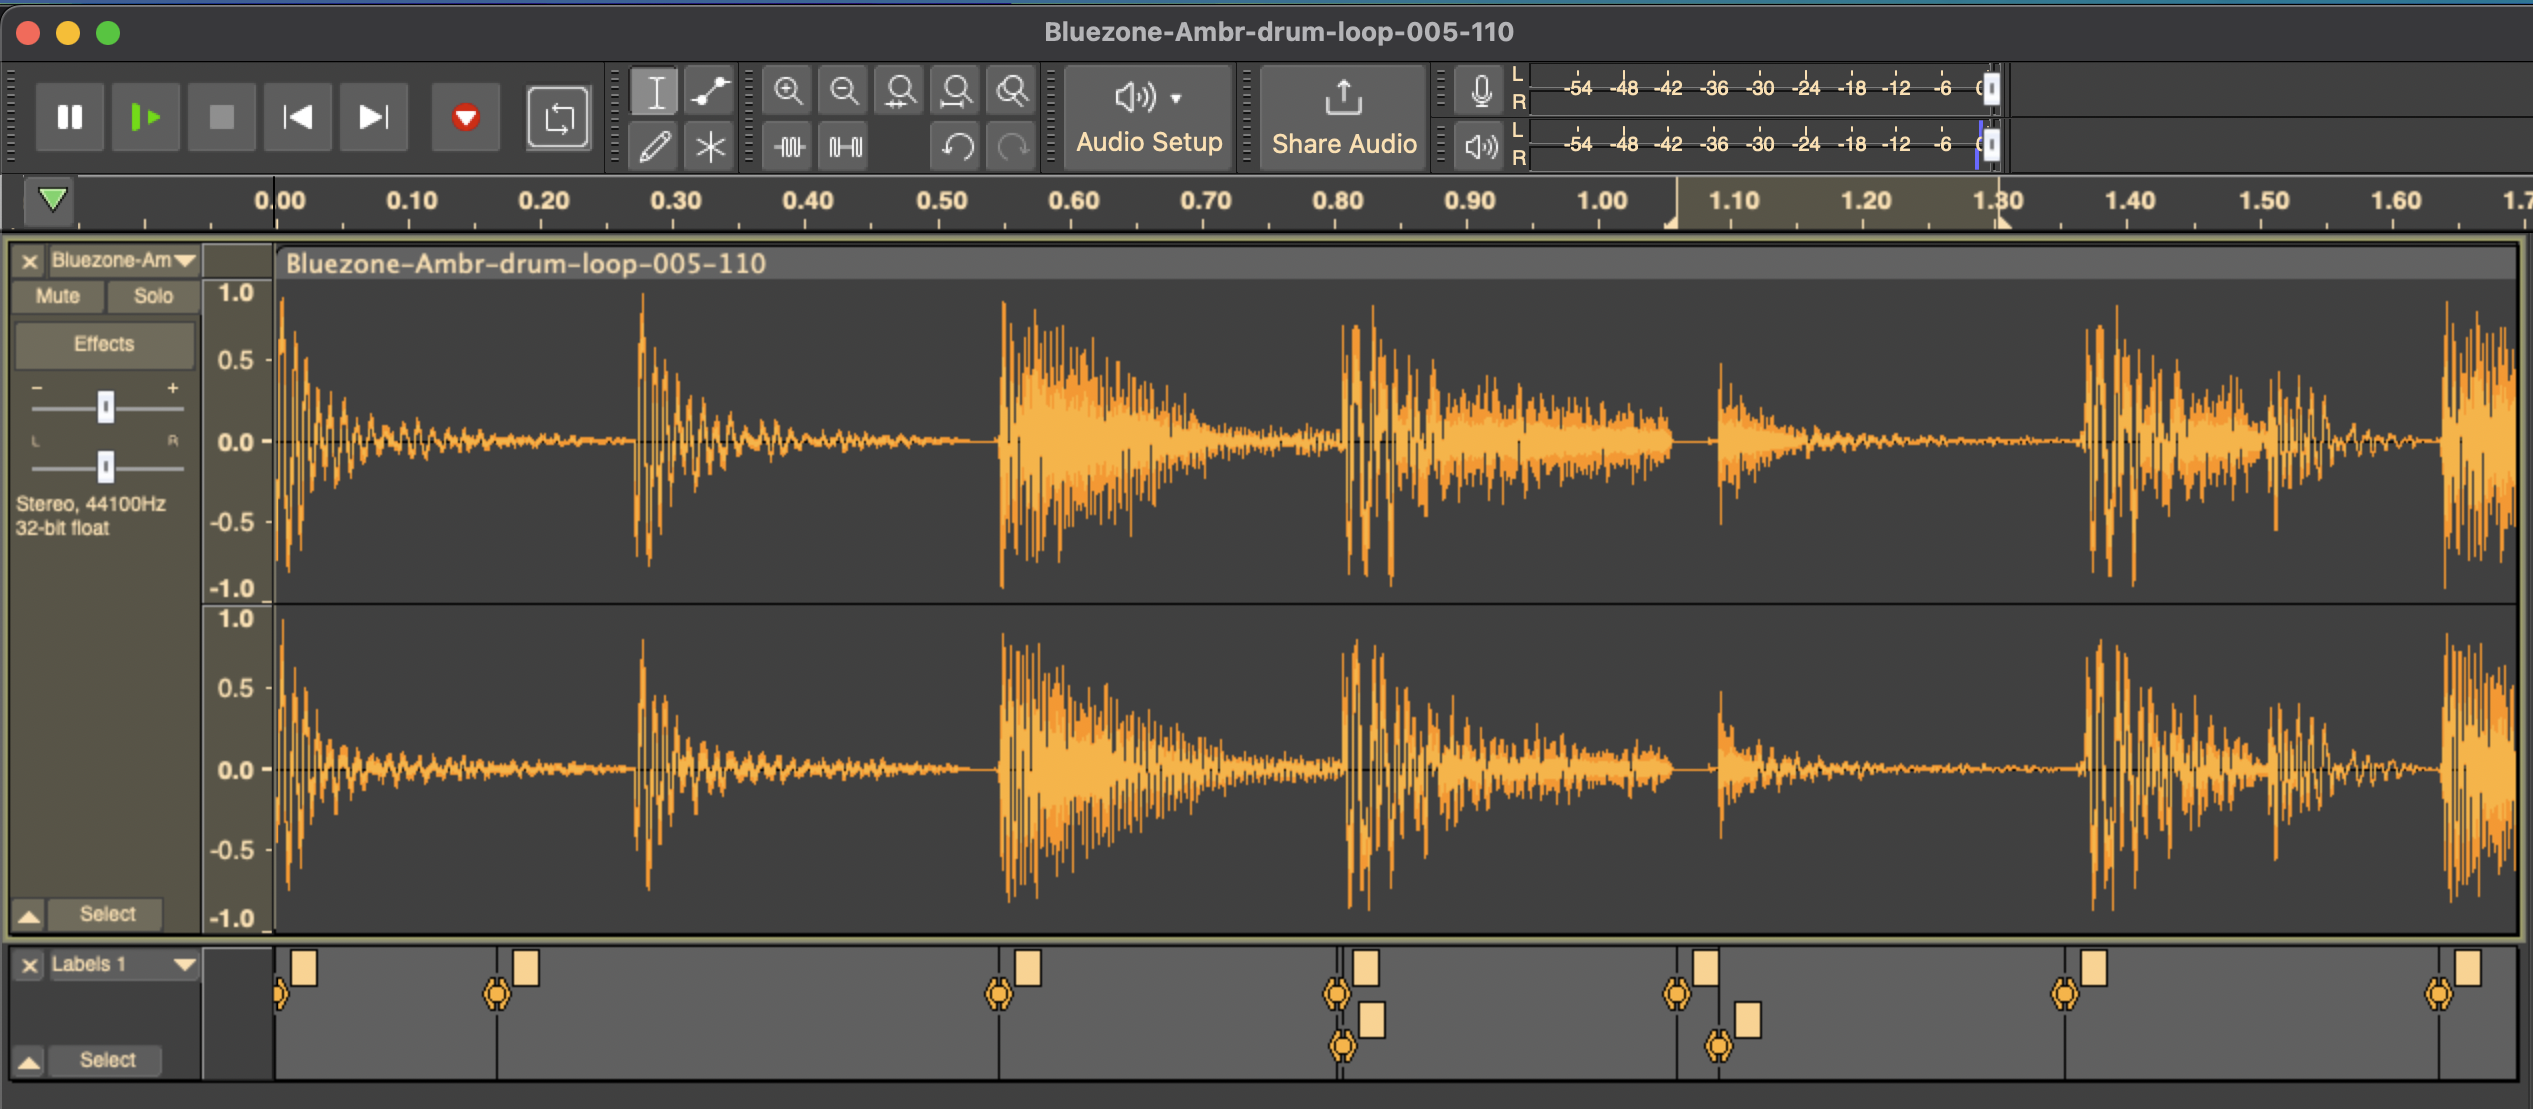 Bluezone-Ambr-drum-loop-005-110
L
R
-54 -48 -42 -36 -30 -24 -18 -12 -6 0
Audio Setup
Share Audio
L
R
-54 -48 -42 -36 -30 -24 -18 -12 -6 0
0.00 0.10 0.20 0.30 0.40 0.50 0.60 0.70 0.80 0.90 1.00 1.10 1.20 1.30 1.40 1.50 1.60 1.7
Bluezone-Am
Bluezone-Ambr-drum-loop-005-110
Mute Solo
Effects
- +
L R
Stereo, 44100Hz
32-bit float
Select
1.0
0.5
0.0
-0.5
-1.0
1.0
0.5
0.0
-0.5
-1.0
Labels 1
Select